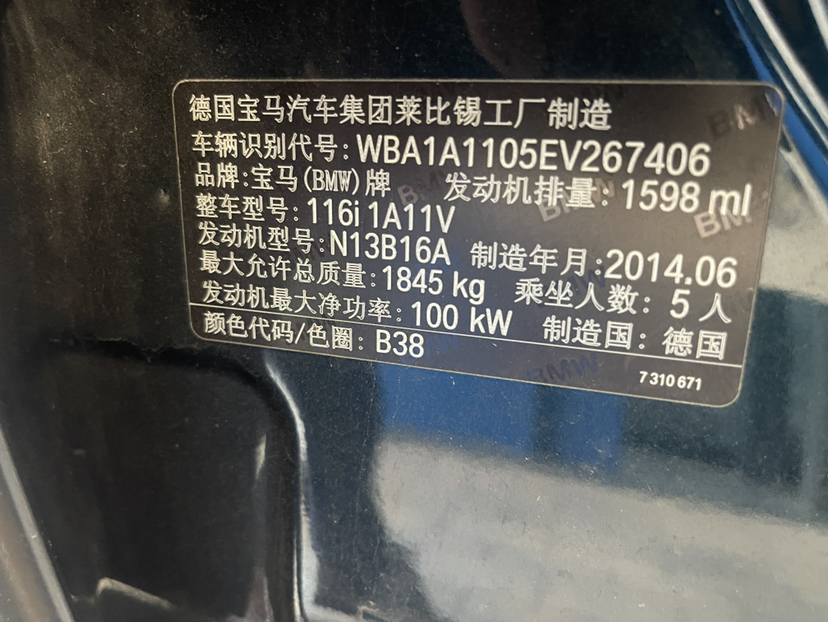 德国宝马汽车集团莱比锡工厂制造
车辆识别代号:WBA1A1105EV267406
品牌:宝马(BMW)牌 发动机排量:1598 ml
整车型号:116i 1A11V
发动机型号:N13B16A 制造年月:2014.06
最大允许总质量:1845 kg 乘坐人数:5人
发动机最大净功率:100 kW 制造国:德国
颜色代码/色圈:B38
7 310 671
BMW
BMW
BMW